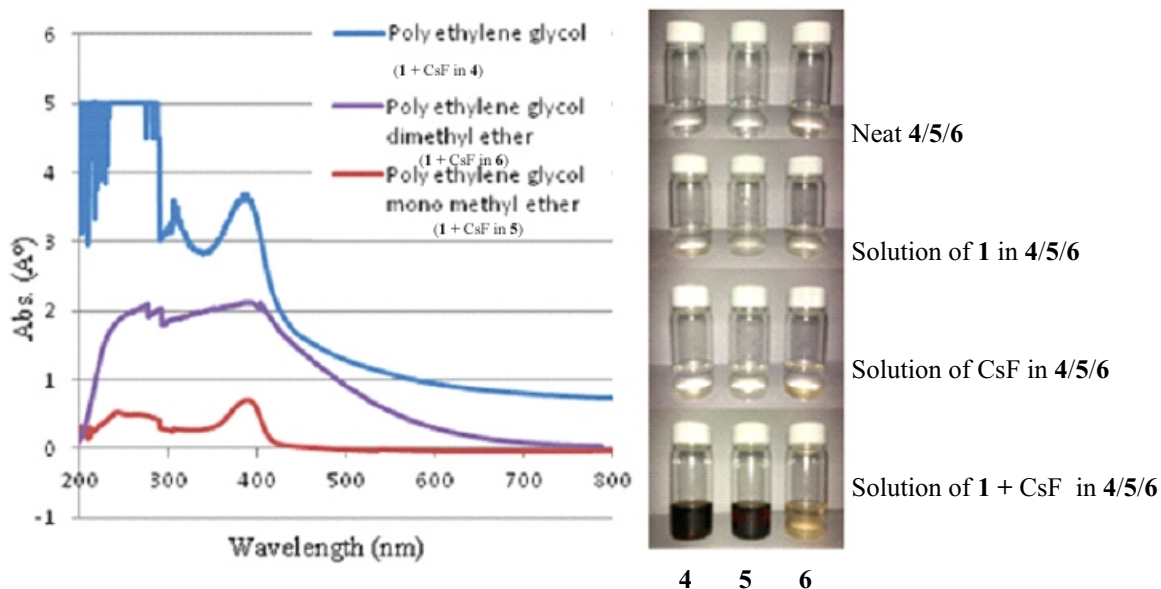 6
5
4
3
2
1
0
-1
Abs. (A°)
200 300 400 500 600 700 800
Wavelength (nm)
Poly ethylene glycol
(1 + CsF in 4)
Poly ethylene glycol
dimethyl ether
(1 + CsF in 6)
Poly ethylene glycol
mono methyl ether
(1 + CsF in 5)
Neat 4/5/6
Solution of 1 in 4/5/6
Solution of CsF in 4/5/6
Solution of 1 + CsF in 4/5/6
4 5 6